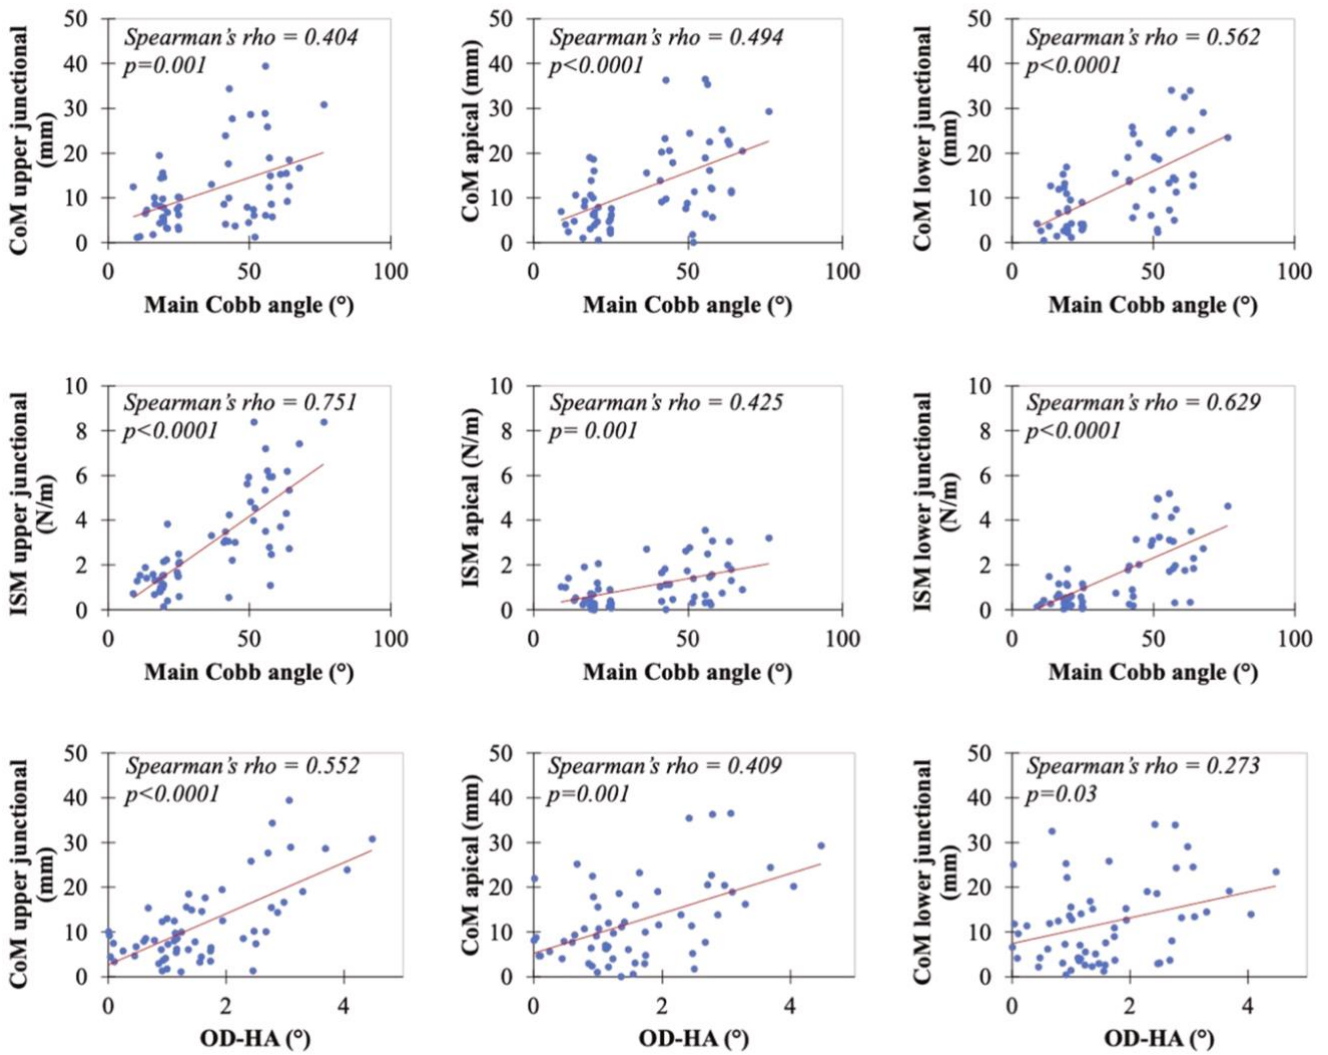 CoM upper junctional
(mm)
50
40
30
20
10
0
Spearman's rho = 0.404
p=0.001
0 50 100
Main Cobb angle (°)
CoM apical (mm)
50
40
30
20
10
0
Spearman's rho = 0.494
p<0.0001
0 50 100
Main Cobb angle (°)
CoM lower junctional
(mm)
50
40
30
20
10
0
Spearman's rho = 0.562
p<0.0001
0 50 100
Main Cobb angle (°)
ISM upper junctional
(N/m)
10
8
6
4
2
0
Spearman's rho = 0.751
p<0.0001
0 50 100
Main Cobb angle (°)
ISM apical (N/m)
10
8
6
4
2
0
Spearman's rho = 0.425
p= 0.001
0 50 100
Main Cobb angle (°)
ISM lower junctional
(N/m)
10
8
6
4
2
0
Spearman's rho = 0.629
p<0.0001
0 50 100
Main Cobb angle (°)
CoM upper junctional
(mm)
50
40
30
20
10
0
Spearman's rho = 0.552
p<0.0001
0 2 4
OD-HA (°)
CoM apical (mm)
50
40
30
20
10
0
Spearman's rho = 0.409
p=0.001
0 2 4
OD-HA (°)
CoM lower junctional
(mm)
50
40
30
20
10
0
Spearman's rho = 0.273
p=0.03
0 2 4
OD-HA (°)